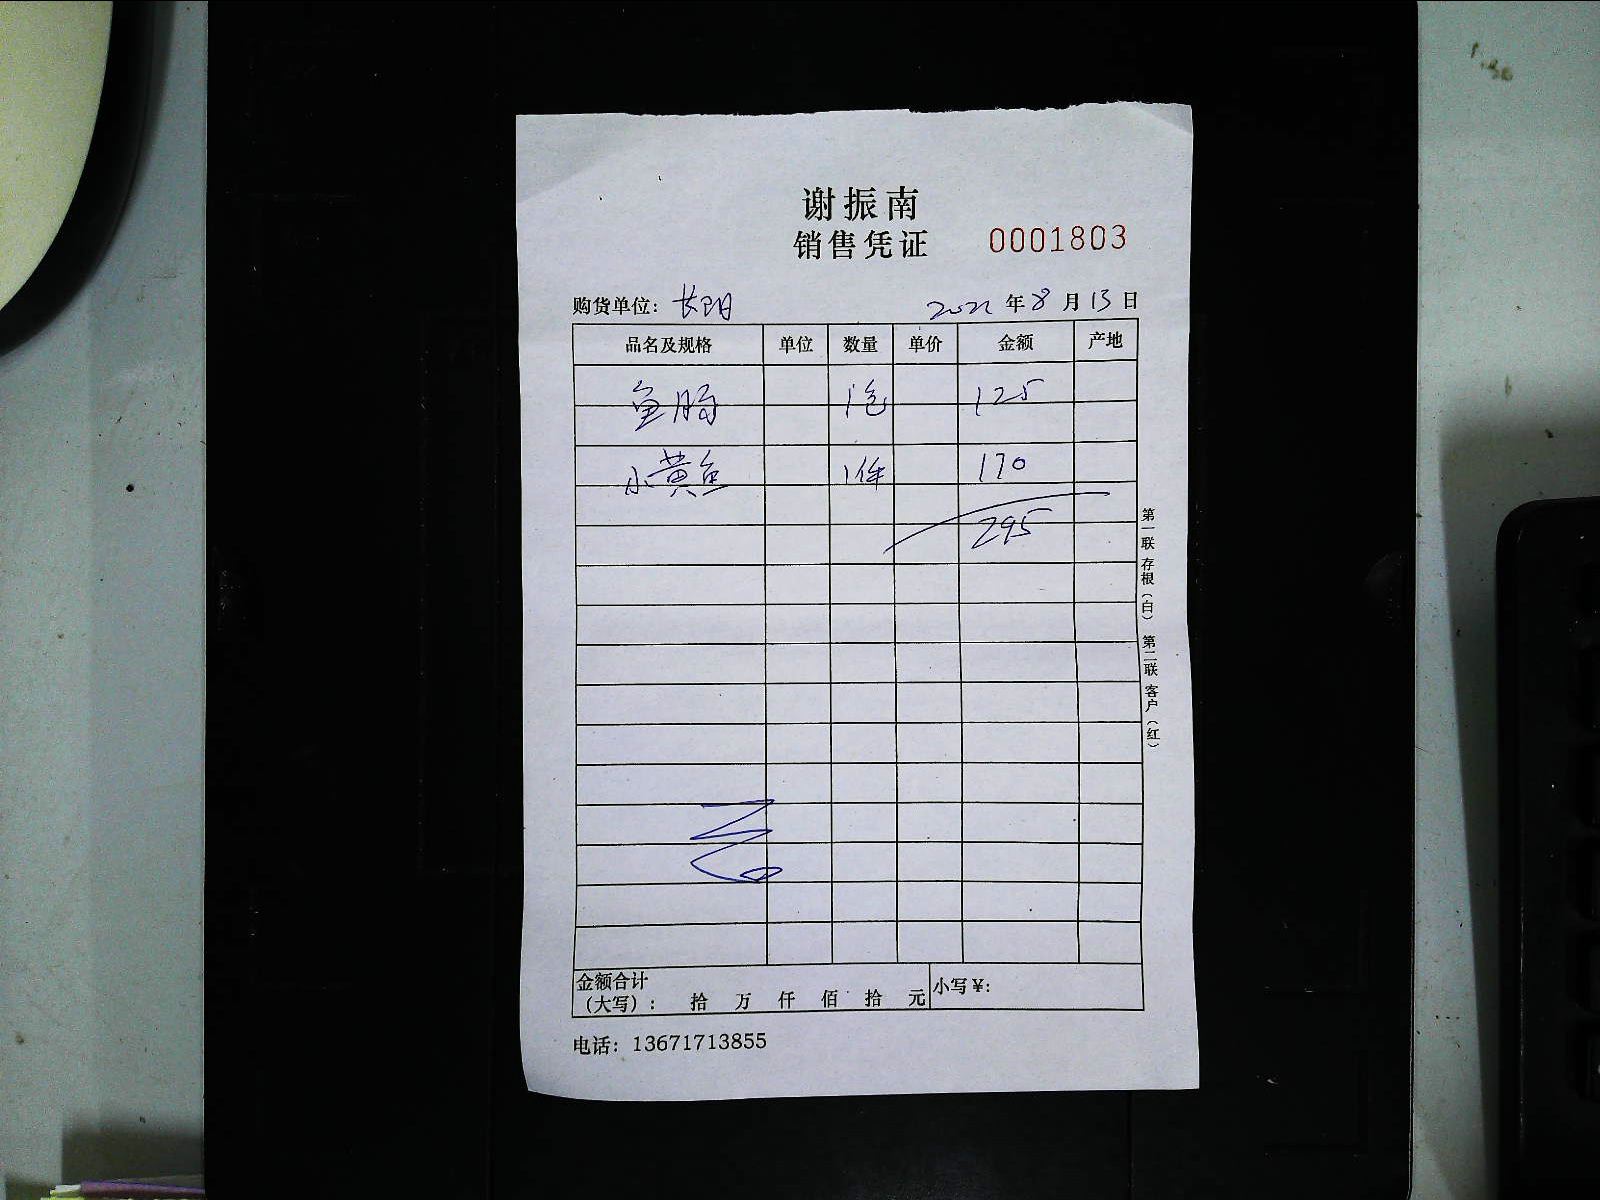 谢振南
销售凭证 0001803
购货单位: 长阳 2022年8月13日
品名及规格 单位 数量 单价 金额 产地
鱼肠 1包 125
小黄鱼 1件 170
295
第一联 存根(白) 第二联 客户(红)
金额合计
(大写): 拾 万 仟 佰 拾 元 小写¥:
电话: 13671713855